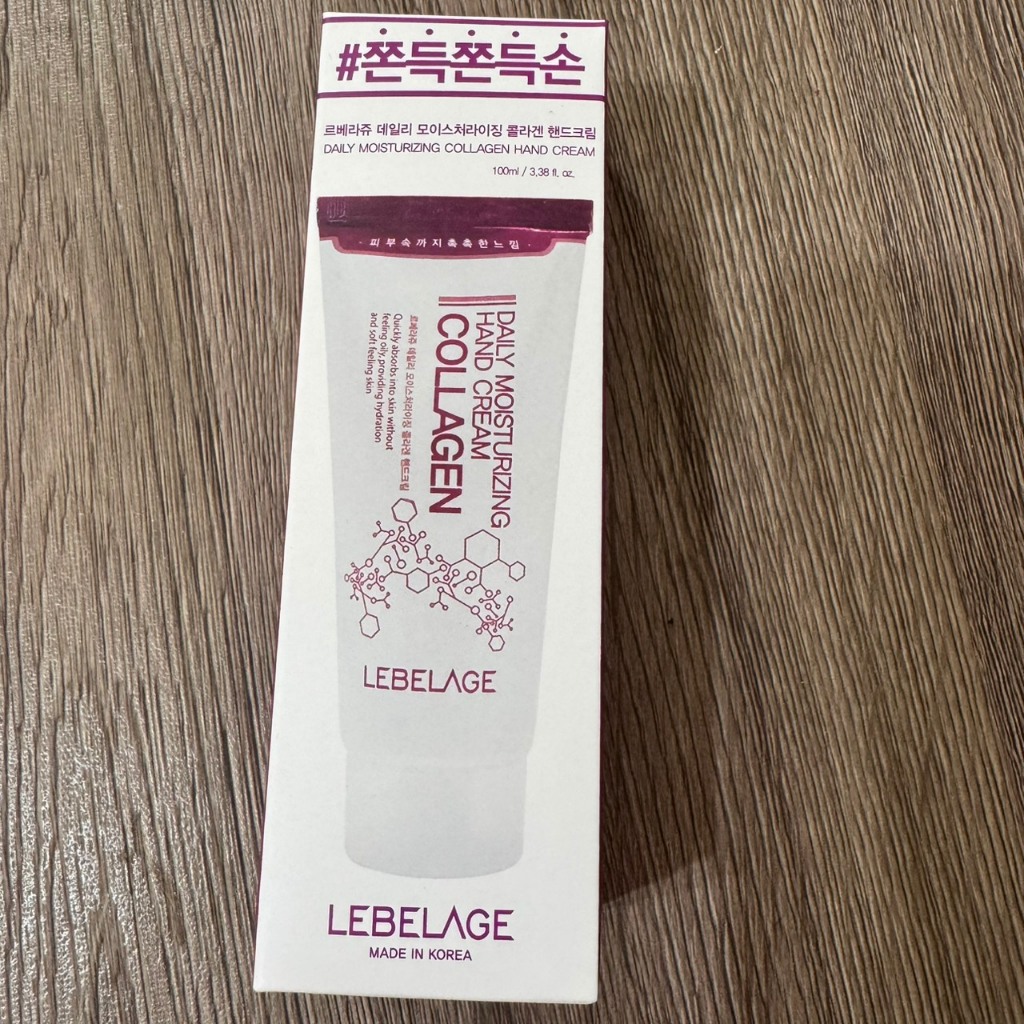 #쫀득쫀득손
르베라쥬 데일리 모이스처라이징 콜라겐 핸드크림
DAILY MOISTURIZING COLLAGEN HAND CREAM
100ml / 3,38 fl. oz.
피부속까지촉촉한느낌
DAILY MOISTURIZING
HAND CREAM
COLLAGEN
르베라쥬 데일리 모이스처라이징 콜라겐 핸드크림
Quickly absorbs into skin without
feeling oily, providing hydration
and soft feeling skin
LEBELAGE
LEBELAGE
MADE IN KOREA